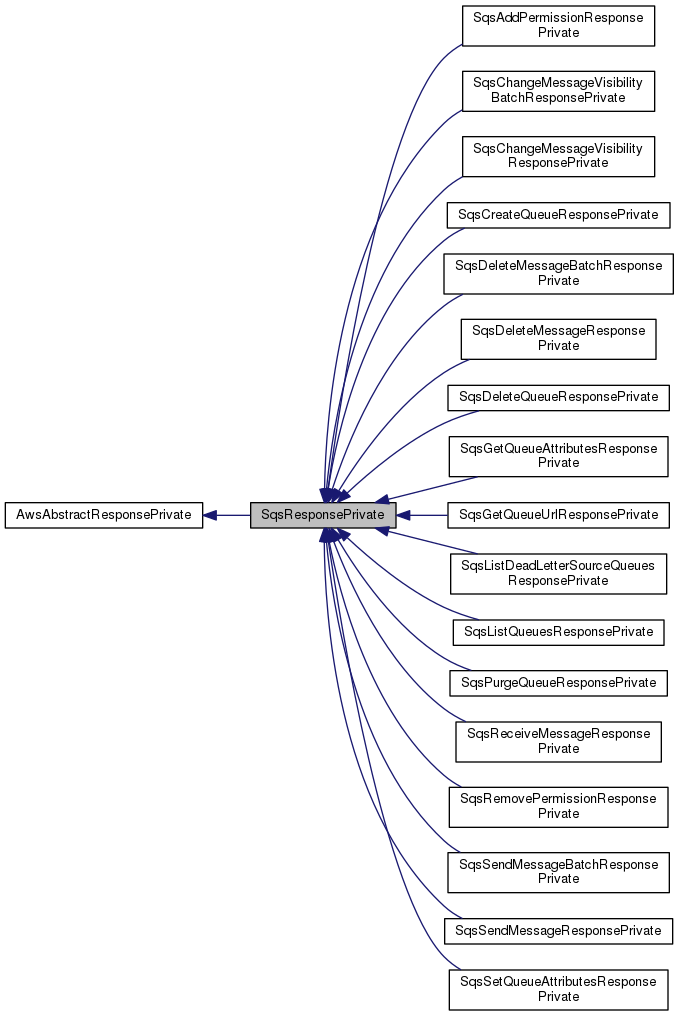 SqsAddPermissionResponse
Private
SqsChangeMessageVisibility
BatchResponsePrivate
SqsChangeMessageVisibility
ResponsePrivate
SqsCreateQueueResponsePrivate
SqsDeleteMessageBatchResponse
Private
SqsDeleteMessageResponse
Private
SqsDeleteQueueResponsePrivate
SqsGetQueueAttributesResponse
Private
AwsAbstractResponsePrivate
SqsResponsePrivate
SqsGetQueueUrlResponsePrivate
SqsListDeadLetterSourceQueues
ResponsePrivate
SqsListQueuesResponsePrivate
SqsPurgeQueueResponsePrivate
SqsReceiveMessageResponse
Private
SqsRemovePermissionResponse
Private
SqsSendMessageBatchResponse
Private
SqsSendMessageResponsePrivate
SqsSetQueueAttributesResponse
Private